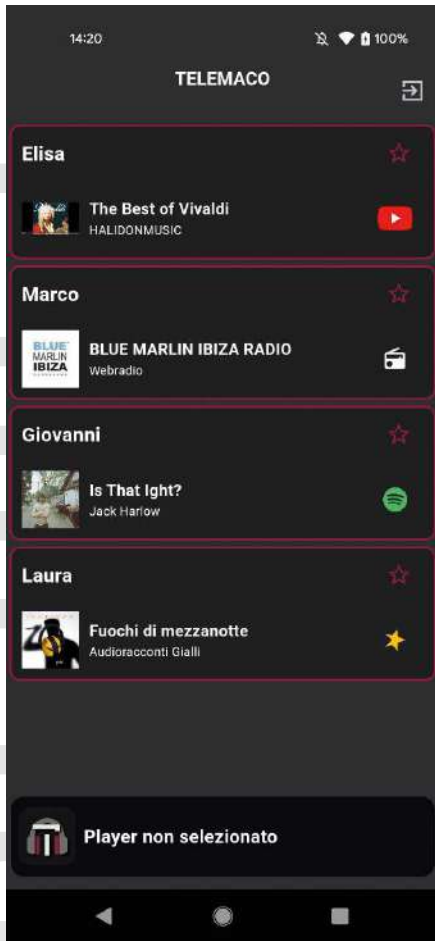 14:20
100%
TELEMACO
Elisa
The Best of Vivaldi
HALIDONMUSIC
Marco
BLUE
MARLIN
IBIZA
BLUE MARLIN IBIZA RADIO
Webradio
Giovanni
Is That Ight?
Jack Harlow
Laura
Fuochi di mezzanotte
Audioracconti Gialli
Player non selezionato